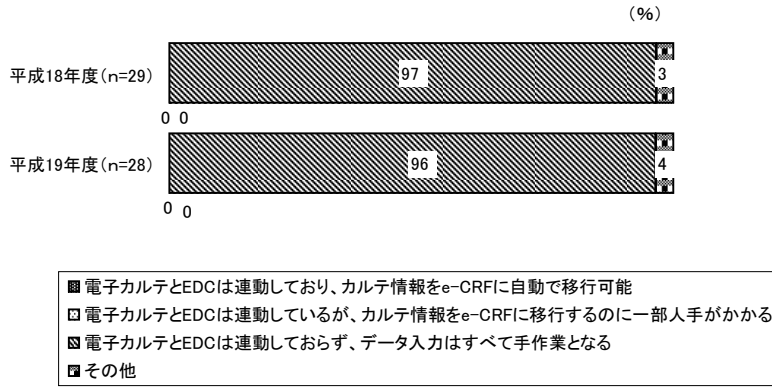 (%)
平成18年度(n=29)
97
3
0 0
平成19年度(n=28)
96
4
0 0
電子カルテとEDCは連動しており、カルテ情報をe-CRFに自動で移行可能
電子カルテとEDCは連動しているが、カルテ情報をe-CRFに移行するのに一部人手がかかる
電子カルテとEDCは連動しておらず、データ入力はすべて手作業となる
その他